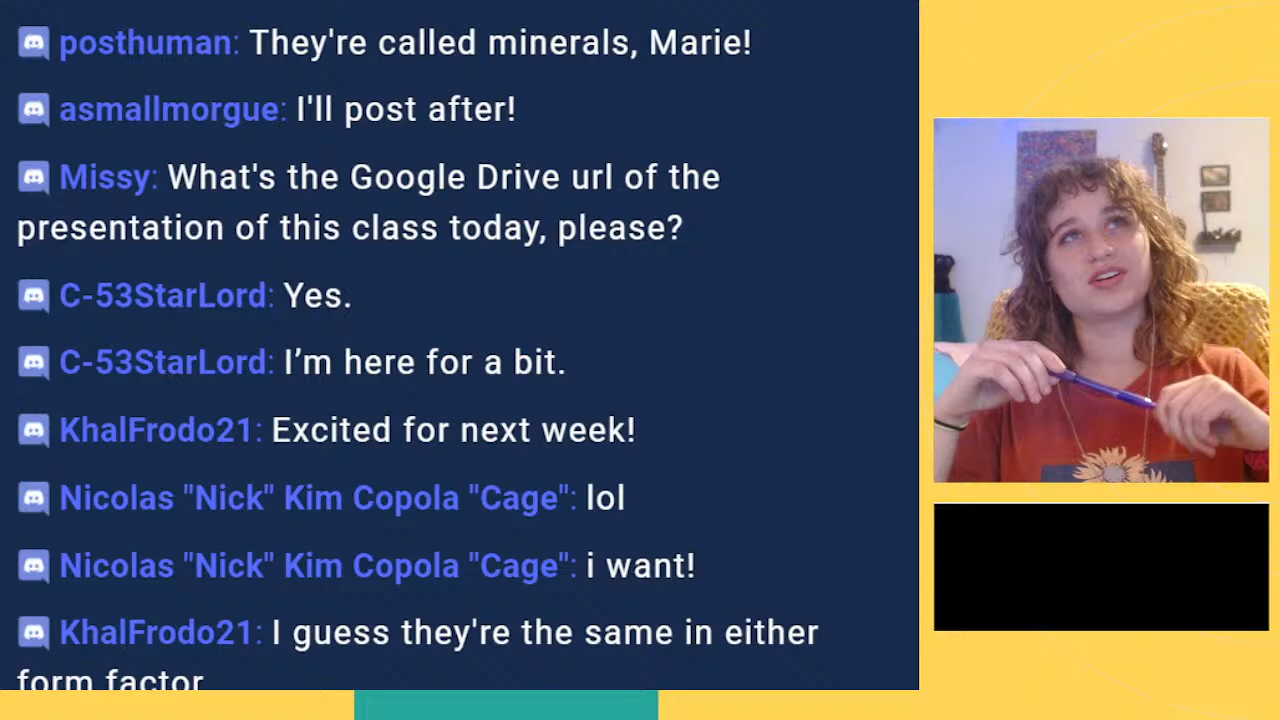 posthuman: They're called minerals, Marie!
asmallmorgue: I'll post after!
Missy: What's the Google Drive url of the
presentation of this class today, please?
C-53StarLord: Yes.
C-53StarLord: I’m here for a bit.
KhalFrodo21: Excited for next week!
Nicolas "Nick" Kim Copola "Cage": lol
Nicolas "Nick" Kim Copola "Cage": i want!
KhalFrodo21: I guess they're the same in either
form factor